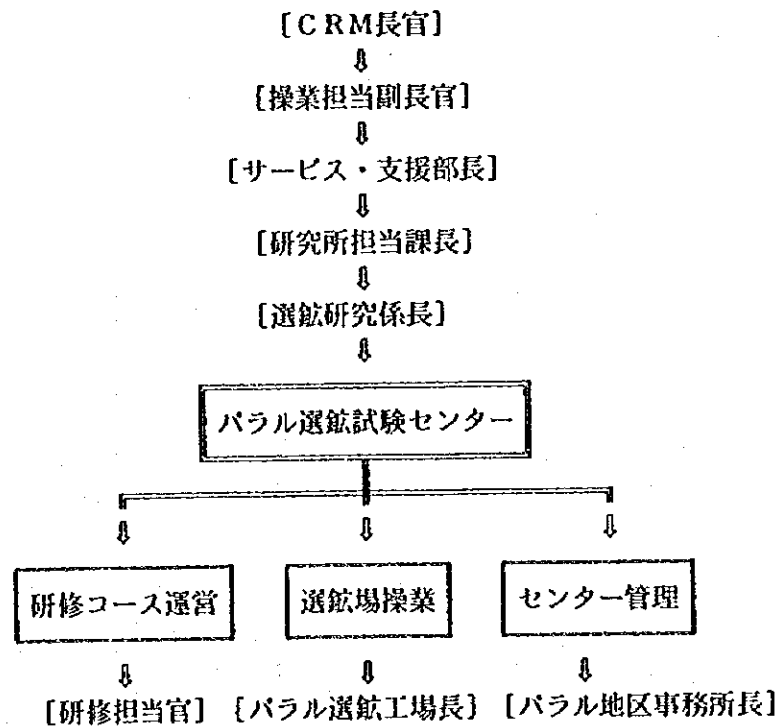 [CRM長官]
⇕
[操業担当副長官]
⇩
[サービス・支援部長]
⇩
[研究所担当課長]
⇩
[選鉱研究係長]
⇩
パラル選鉱試験センター
⇩ ⇩ ⇩
研修コース運営 選鉱場操業 センター管理
⇩ ⇩ ⇩
[研修担当官] [パラル選鉱工場長] [パラル地区事務所長]